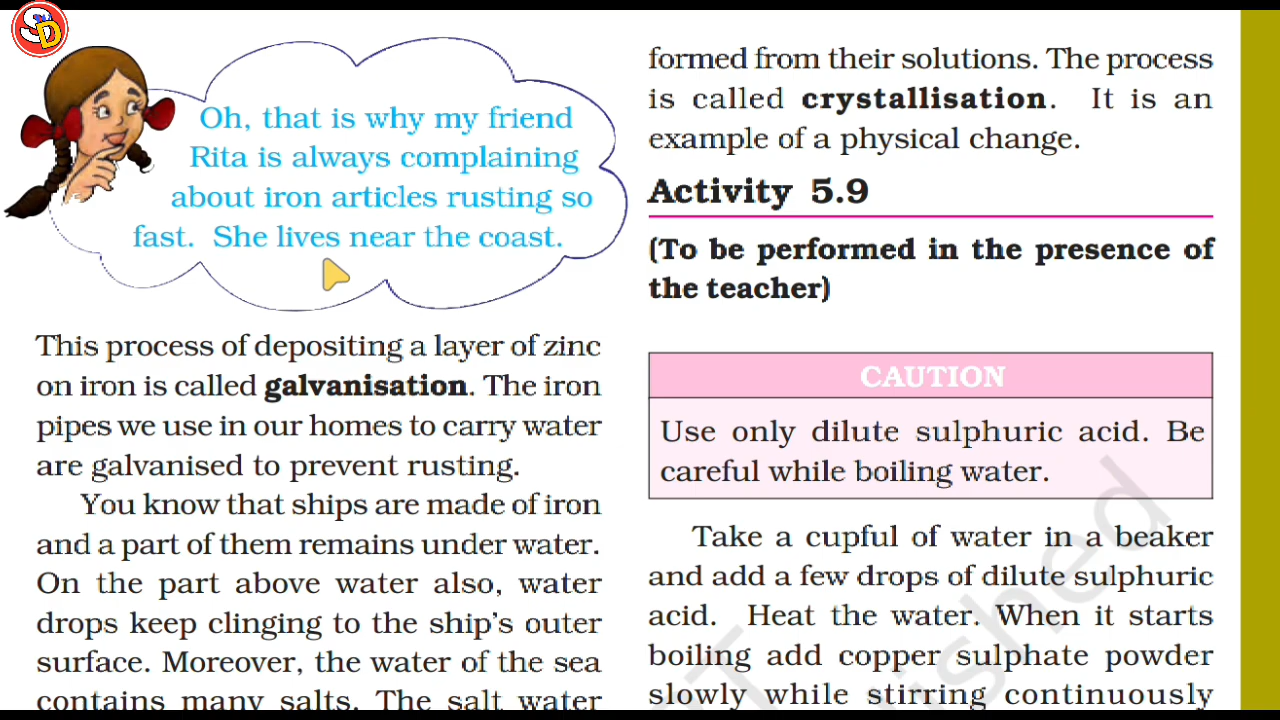 SD
Oh, that is why my friend
Rita is always complaining
about iron articles rusting so
fast. She lives near the coast.
This process of depositing a layer of zinc
on iron is called galvanisation. The iron
pipes we use in our homes to carry water
are galvanised to prevent rusting.
You know that ships are made of iron
and a part of them remains under water.
On the part above water also, water
drops keep clinging to the ship's outer
surface. Moreover, the water of the sea
contains many salts. The salt water
formed from their solutions. The process
is called crystallisation. It is an
example of a physical change.
Activity 5.9
(To be performed in the presence of
the teacher)
CAUTION
Use only dilute sulphuric acid. Be
careful while boiling water.
Take a cupful of water in a beaker
and add a few drops of dilute sulphuric
acid. Heat the water. When it starts
boiling add copper sulphate powder
slowly while stirring continuously